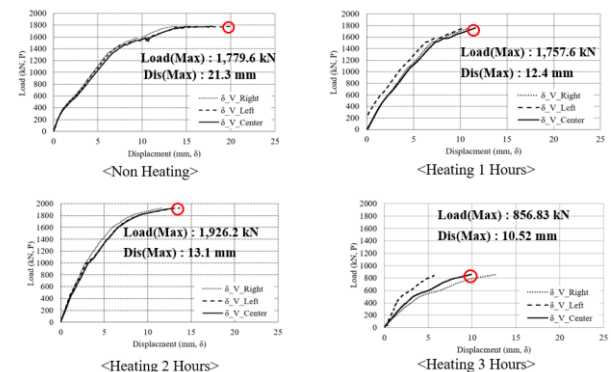 2000
1800
1600
1400
1200
1000
800
600
400
200
0
Load (kN, P)
Load(Max) : 1,779.6 kN
Dis(Max) : 21.3 mm
δ_V_Right
δ_V_Left
δ_V_Center
0 5 10 15 20 25
Displacment (mm, δ)
<Non Heating>
2000
1800
1600
1400
1200
1000
800
600
400
200
0
Load (kN, P)
Load(Max) : 1,757.6 kN
Dis(Max) : 12.4 mm
δ_V_Right
δ_V_Left
δ_V_Center
0 5 10 15 20 25
Displacment (mm, δ)
<Heating 1 Hours>
2000
1800
1600
1400
1200
1000
800
600
400
200
0
Load (kN, P)
Load(Max) : 1,926.2 kN
Dis(Max) : 13.1 mm
δ_V_Right
δ_V_Left
δ_V_Center
0 5 10 15 20 25
Displacment (mm, δ)
<Heating 2 Hours>
2000
1800
1600
1400
1200
1000
800
600
400
200
0
Load (kN, P)
Load(Max) : 856.83 kN
Dis(Max) : 10.52 mm
δ_V_Right
δ_V_Left
δ_V_Center
0 5 10 15 20 25
Displacment (mm, δ)
<Heating 3 Hours>